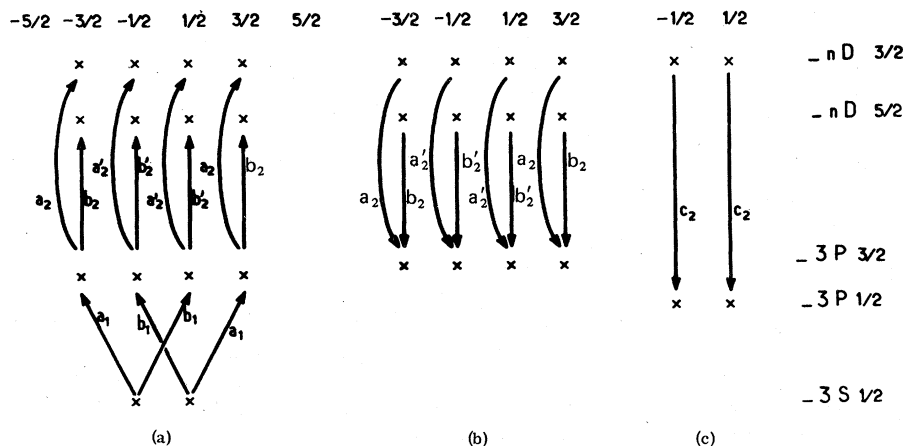 -5/2 -3/2 -1/2 1/2 3/2 5/2 -3/2 -1/2 1/2 3/2 -1/2 1/2
× × × × × × × × × × _ n D 3/2
× × × × × × × × _ n D 5/2
a₂ b₂ a'₂ b'₂ a'₂ b'₂ a₂ b₂ a₂ b₂ a'₂ b'₂ a'₂ b'₂ a₂ b₂ c₂ c₂
× × × × × × × × _ 3 P 3/2
a₁ b₁ b₁ a₁ × × _ 3 P 1/2
× × _ 3 S 1/2
(a) (b) (c)